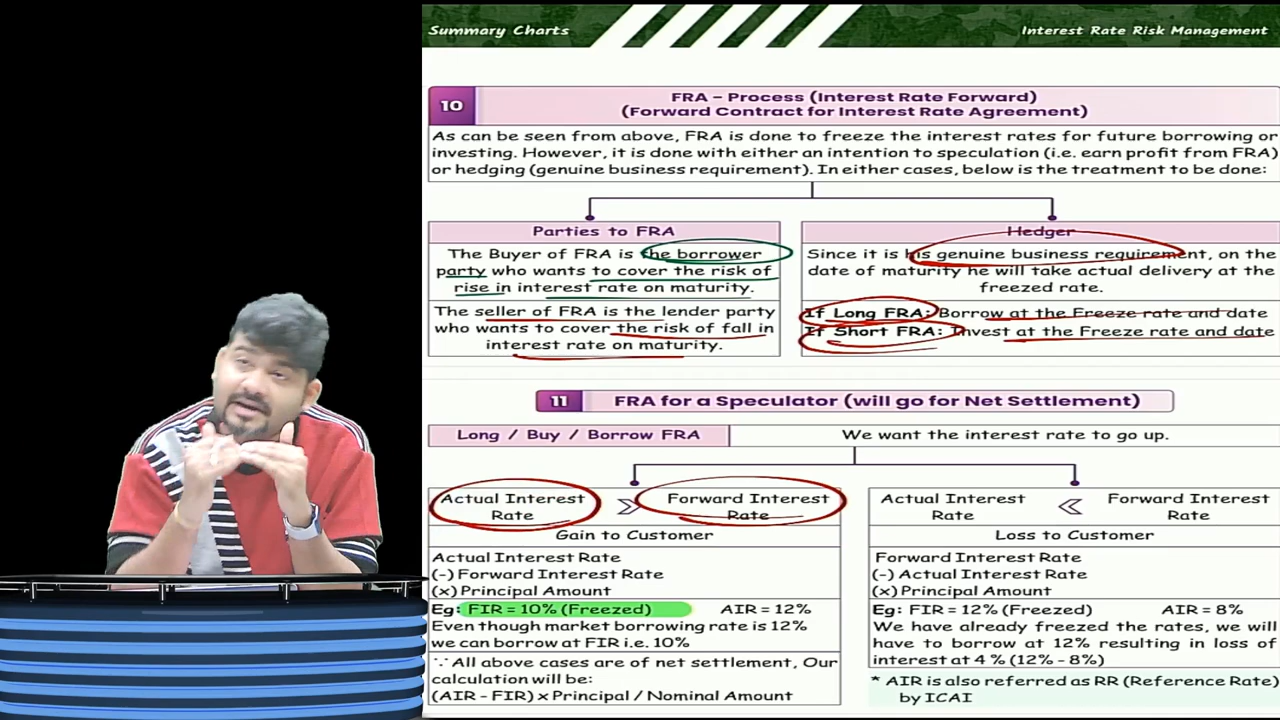 Summary Charts
Interest Rate Risk Management
10
FRA – Process (Interest Rate Forward)
(Forward Contract for Interest Rate Agreement)
As can be seen from above, FRA is done to freeze the interest rates for future borrowing or
investing. However, it is done with either an intention to speculation (i.e. earn profit from FRA)
or hedging (genuine business requirement). In either cases, below is the treatment to be done:
Parties to FRA
The Buyer of FRA is the borrower
party who wants to cover the risk of
rise in interest rate on maturity.
The seller of FRA is the lender party
who wants to cover the risk of fall in
interest rate on maturity.
Hedger
Since it is his genuine business requirement, on the
date of maturity he will take actual delivery at the
freezed rate.
If Long FRA: Borrow at the Freeze rate and date
If Short FRA: Invest at the Freeze rate and date
11
FRA for a Speculator (will go for Net Settlement)
Long / Buy / Borrow FRA
We want the interest rate to go up.
Actual Interest
Rate
>
Forward Interest
Rate
Gain to Customer
Actual Interest Rate
(-) Forward Interest Rate
(x) Principal Amount
Eg: FIR = 10% (Freezed) AIR = 12%
Even though market borrowing rate is 12%
we can borrow at FIR i.e. 10%
∵ All above cases are of net settlement, Our
calculation will be:
(AIR - FIR) x Principal / Nominal Amount
Actual Interest
Rate
<
Forward Interest
Rate
Loss to Customer
Forward Interest Rate
(-) Actual Interest Rate
(x) Principal Amount
Eg: FIR = 12% (Freezed) AIR = 8%
We have already freezed the rates, we will
have to borrow at 12% resulting in loss of
interest at 4 % (12% - 8%)
* AIR is also referred as RR (Reference Rate)
by ICAI